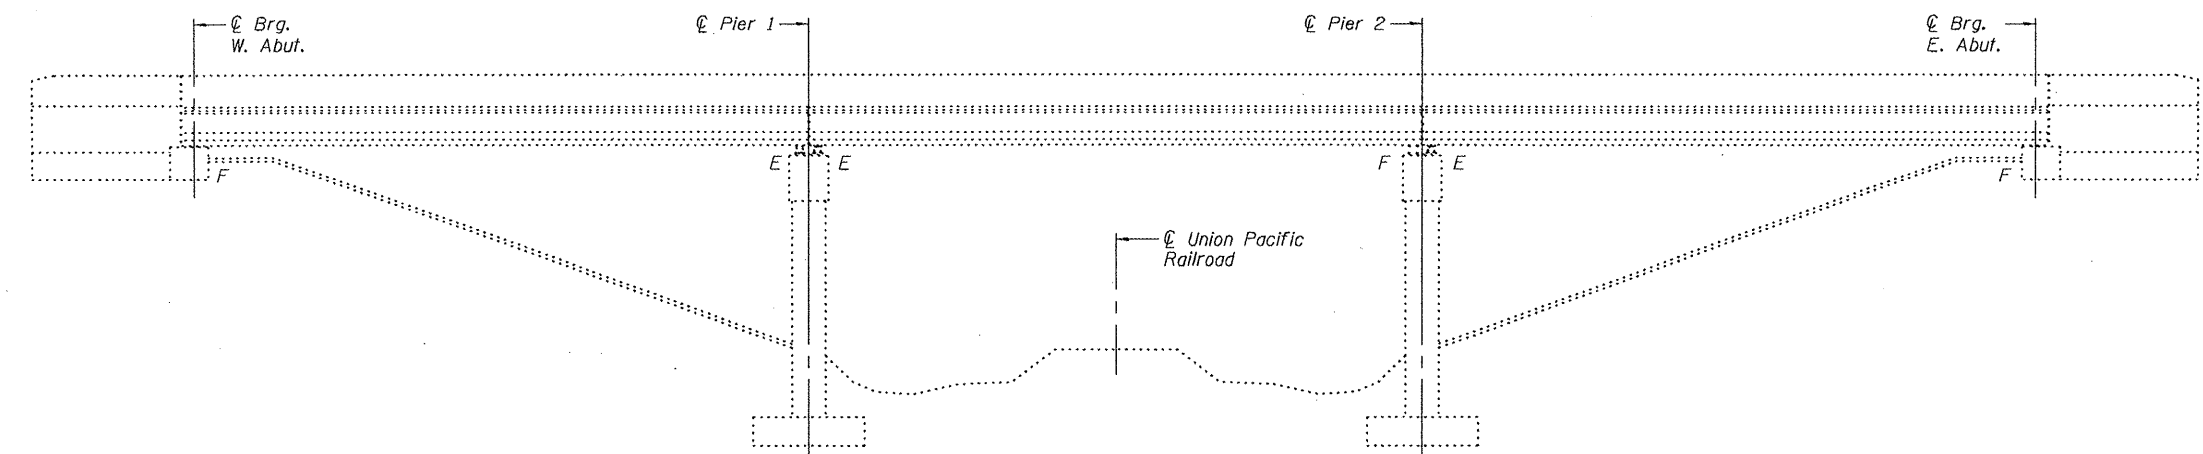 ℄ Brg.
W. Abut.
℄ Pier 1
℄ Pier 2
℄ Brg.
E. Abut.
F
E E
F E
F
℄ Union Pacific
Railroad